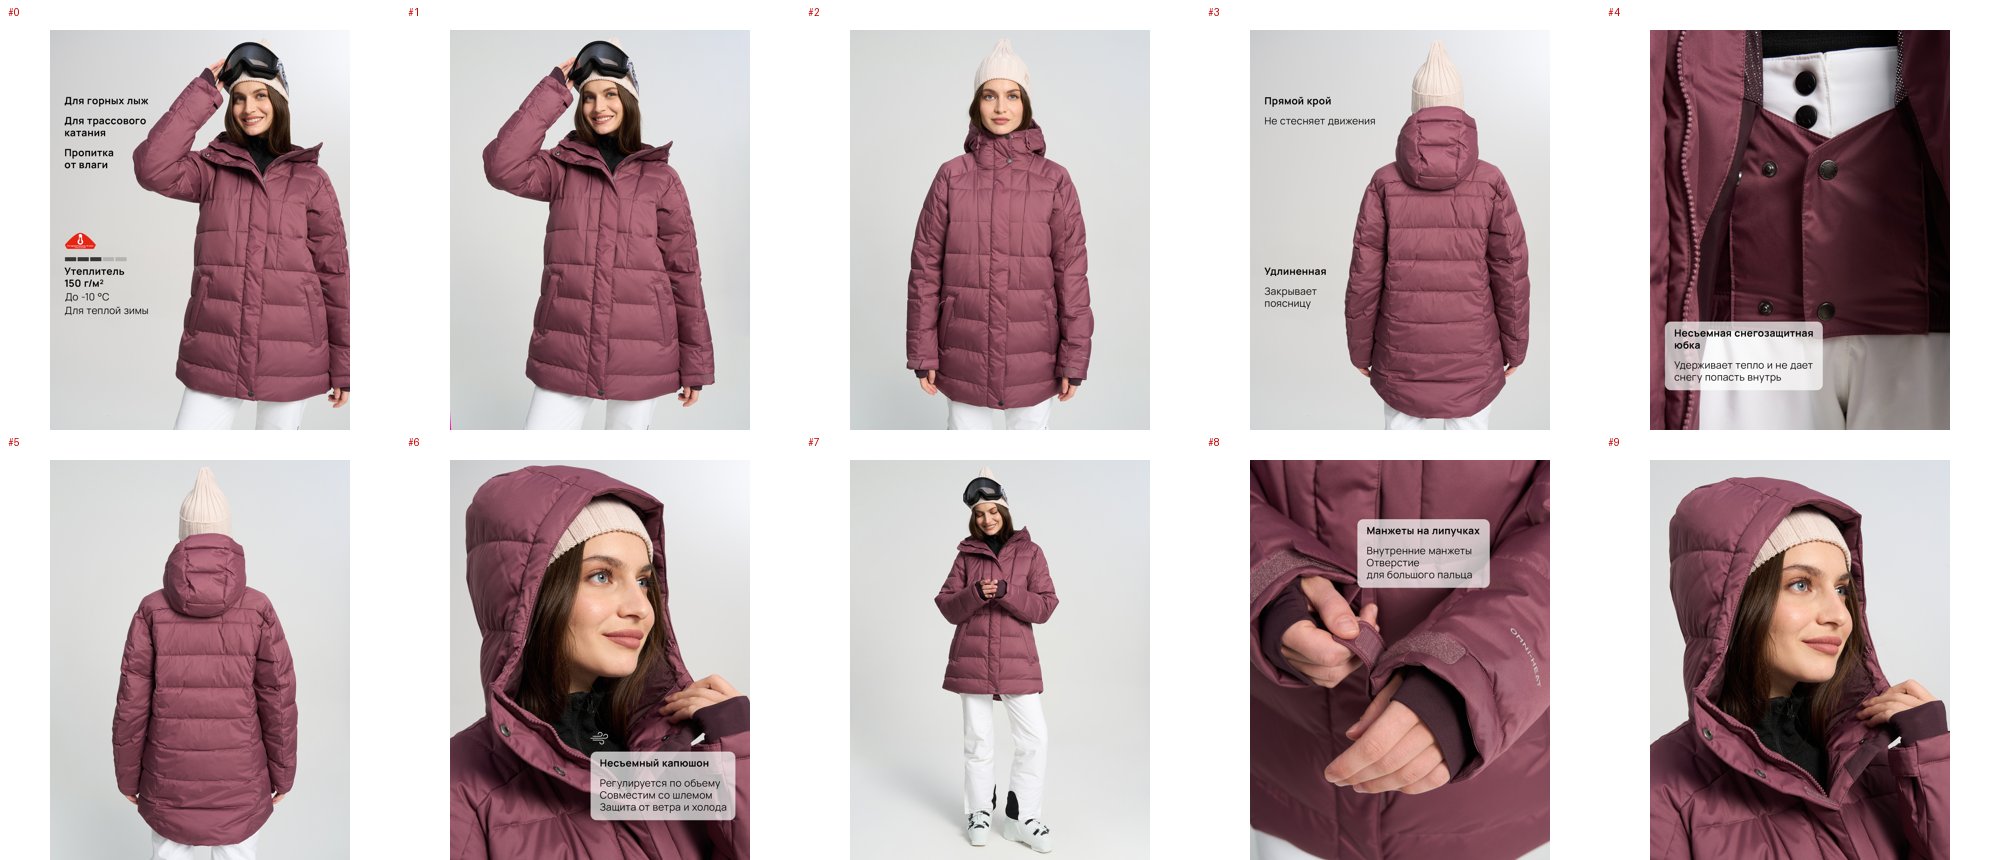 #0
#1
#2
#3
#4
Для горных лыж
Для трассового
катания
Пропитка
от влаги
Утеплитель
150 г/м²
До -10 °C
Для теплой зимы
Прямой крой
Не стесняет движения
Удлиненная
Закрывает
поясницу
Несъемная снегозащитная
юбка
Удерживает тепло и не дает
снегу попасть внутрь
#5
#6
#7
#8
#9
Несъемный капюшон
Регулируется по объему
Совместим со шлемом
Защита от ветра и холода
Манжеты на липучках
Внутренние манжеты
Отверстие
для большого пальца
OMNI-HEAT